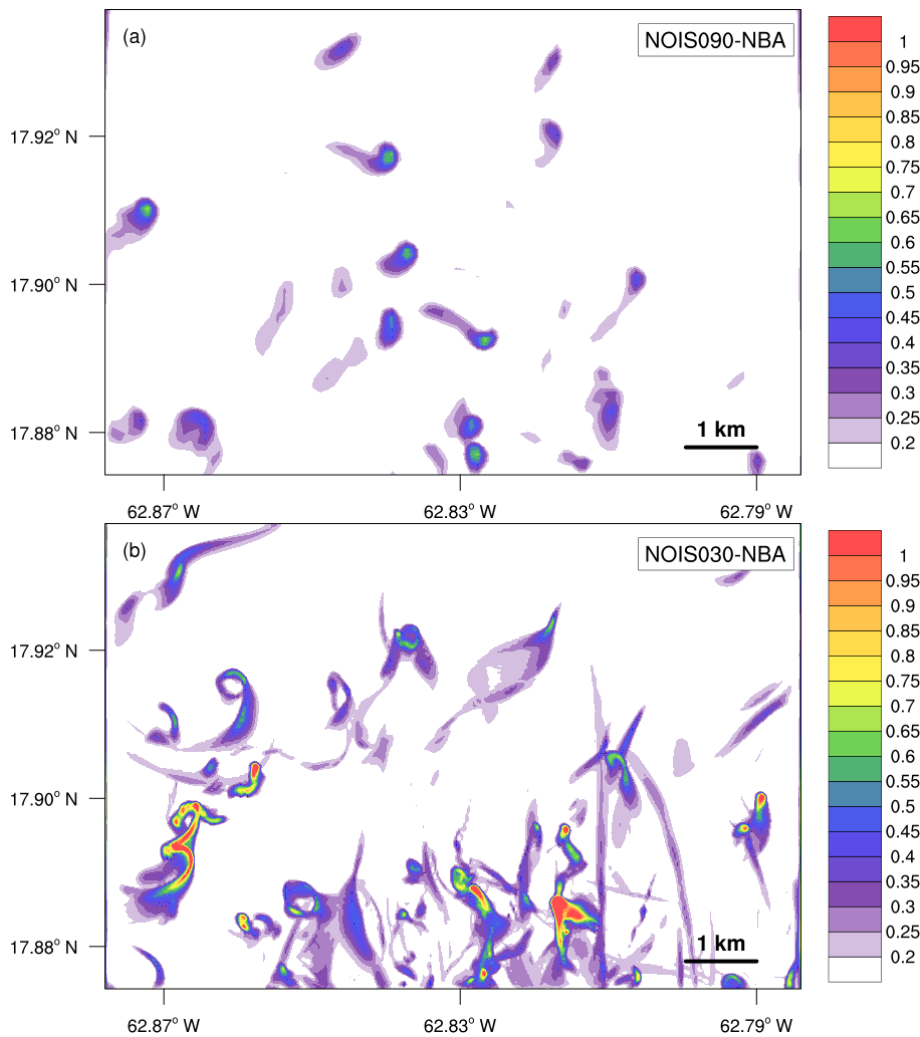 (a)
NOIS090-NBA
17.92° N
17.90° N
17.88° N
1 km
62.87° W
62.83° W
62.79° W
1
0.95
0.9
0.85
0.8
0.75
0.7
0.65
0.6
0.55
0.5
0.45
0.4
0.35
0.3
0.25
0.2
(b)
NOIS030-NBA
17.92° N
17.90° N
17.88° N
1 km
62.87° W
62.83° W
62.79° W
1
0.95
0.9
0.85
0.8
0.75
0.7
0.65
0.6
0.55
0.5
0.45
0.4
0.35
0.3
0.25
0.2